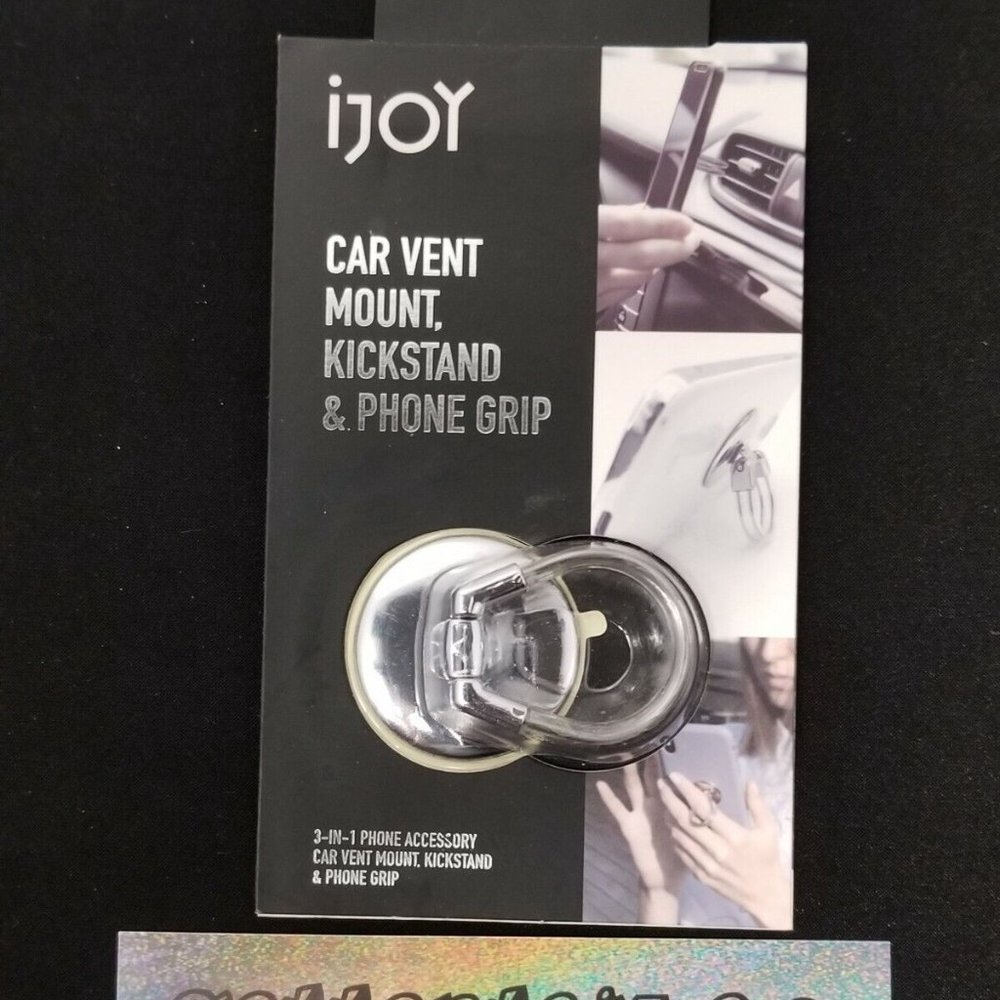 iJOY
CAR VENT
MOUNT,
KICKSTAND
& PHONE GRIP
3-IN-1 PHONE ACCESSORY
CAR VENT MOUNT, KICKSTAND
& PHONE GRIP